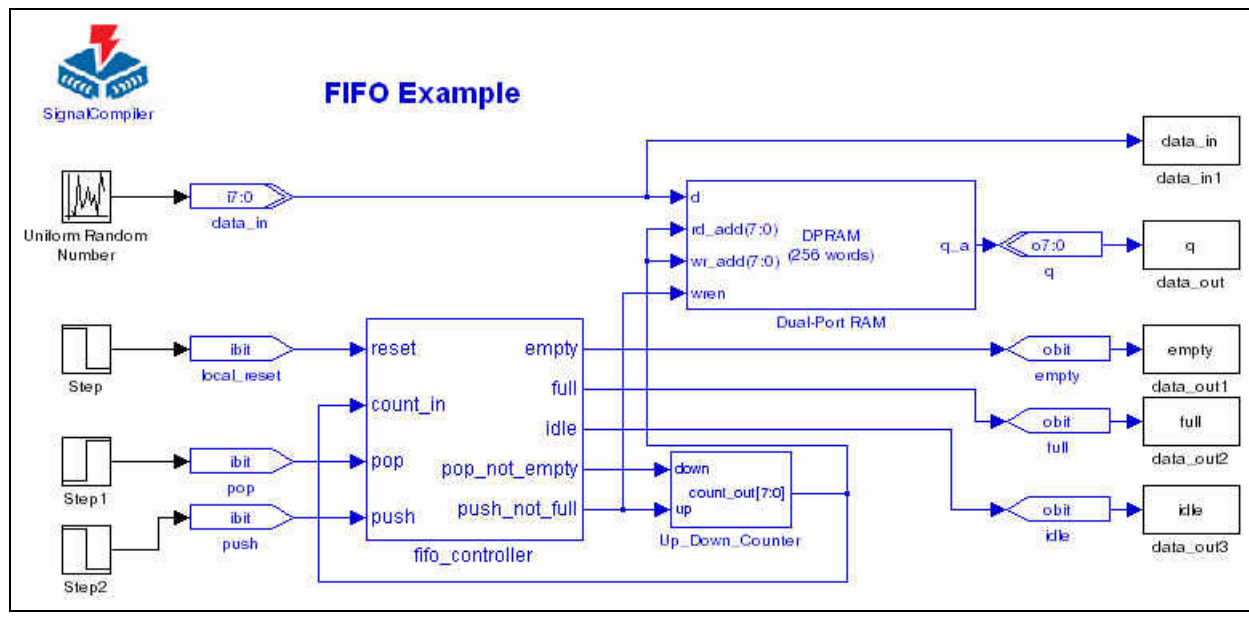 SignalCompiler
FIFO Example
data_in
data_in1
i7:0
data_in
Uniform Random
Number
d
rd_add(7:0)
wr_add(7:0)
wren
DPRAM
(256 words)
q_a
Dual-Port RAM
o7:0
q
q
data_out
Step
ibit
local_reset
reset
count_in
pop
push
empty
full
idle
pop_not_empty
push_not_full
fifo_controller
down
count_out[7:0]
up
Up_Down_Counter
obit
empty
empty
data_out1
obit
full
full
data_out2
obit
idle
idle
data_out3
Step1
ibit
pop
Step2
ibit
push